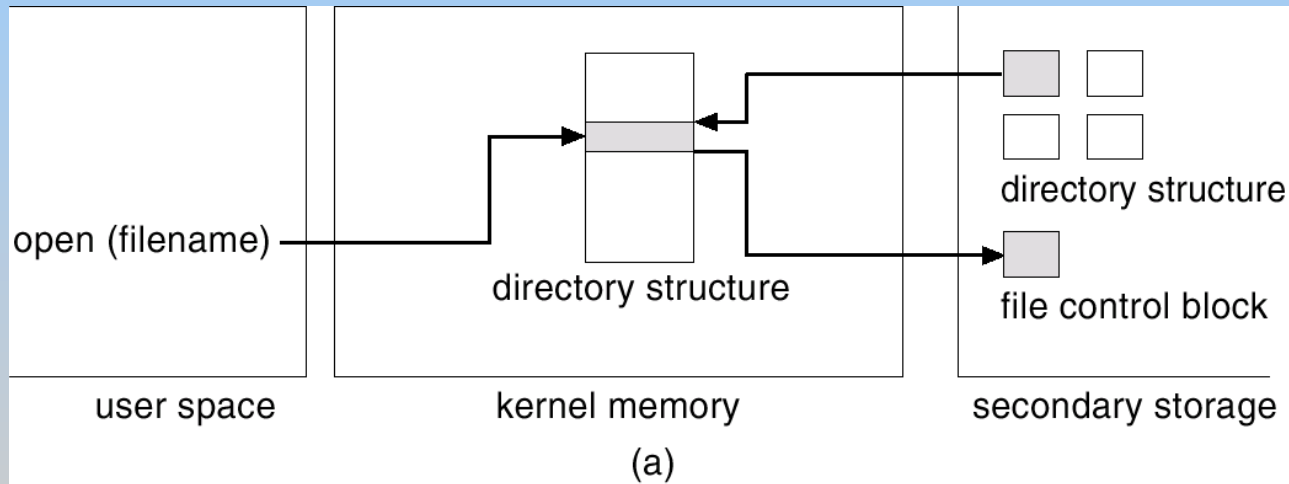 open (filename)
directory structure
directory structure
file control block
user space
kernel memory
secondary storage
(a)